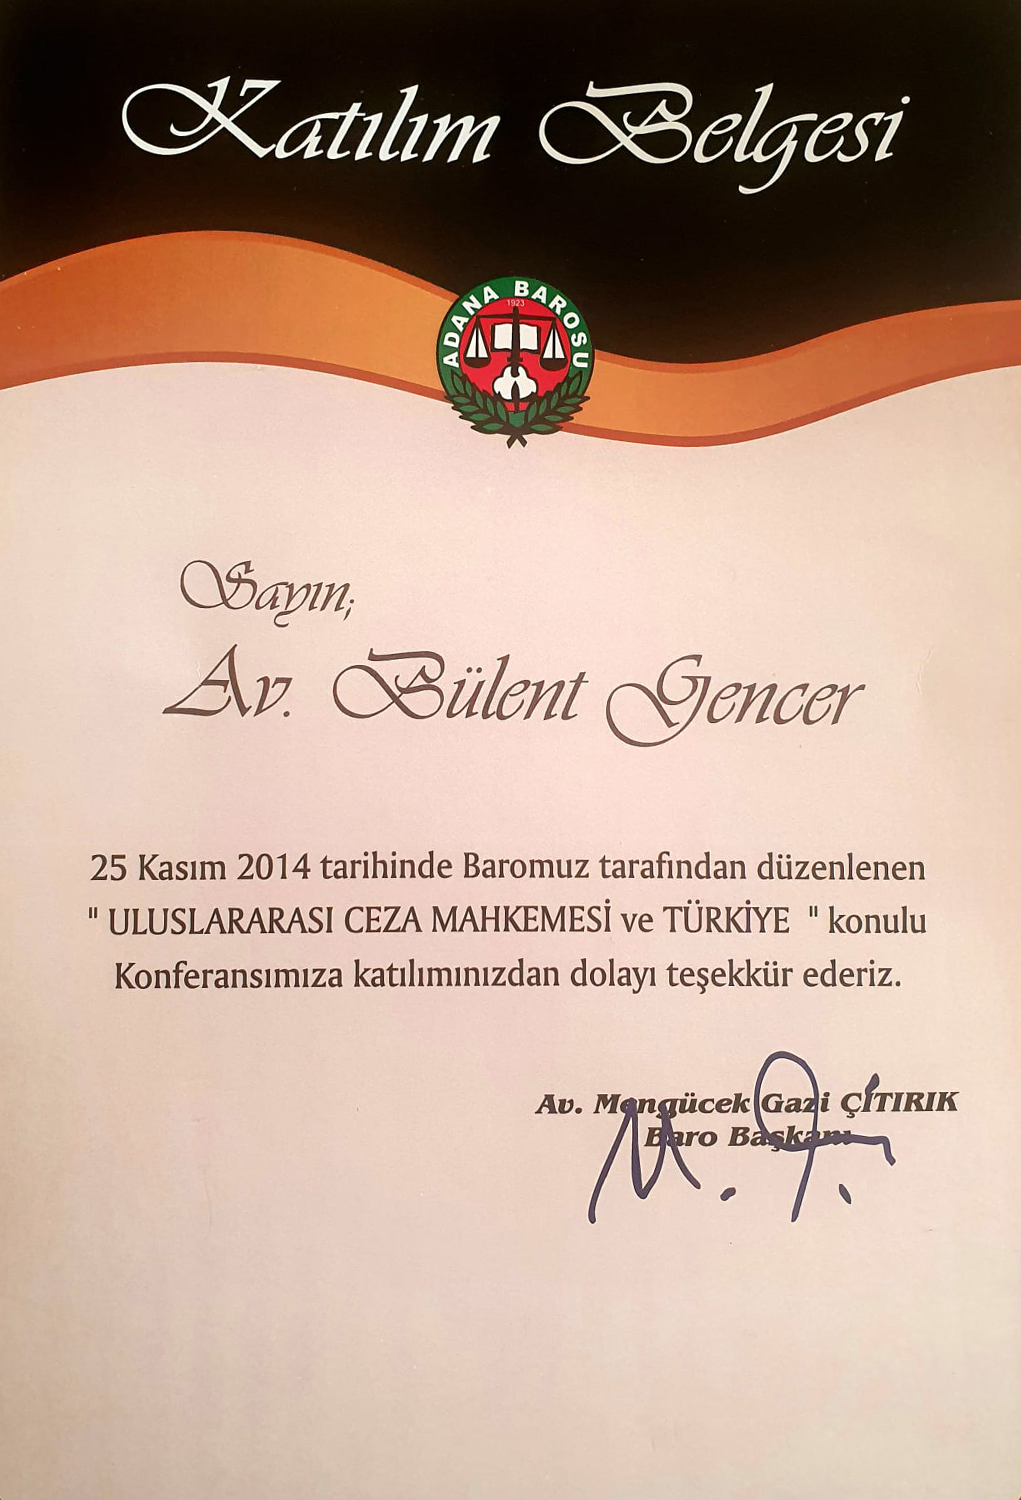 Katılım Belgesi
ADANA BAROSU
1923
Sayın;
Av. Bülent Gencer
25 Kasım 2014 tarihinde Baromuz tarafından düzenlenen
" ULUSLARARASI CEZA MAHKEMESİ ve TÜRKİYE " konulu
Konferansımıza katılımınızdan dolayı teşekkür ederiz.
Av. Mengücek Gazi ÇITIRIK
Baro Başkanı